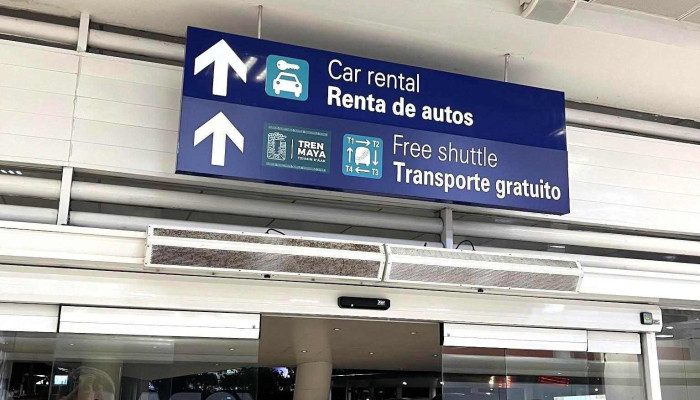 Car rental
Renta de autos
TREN
MAYA
Free shuttle
Transporte gratuito
T1
T2
T4
T3